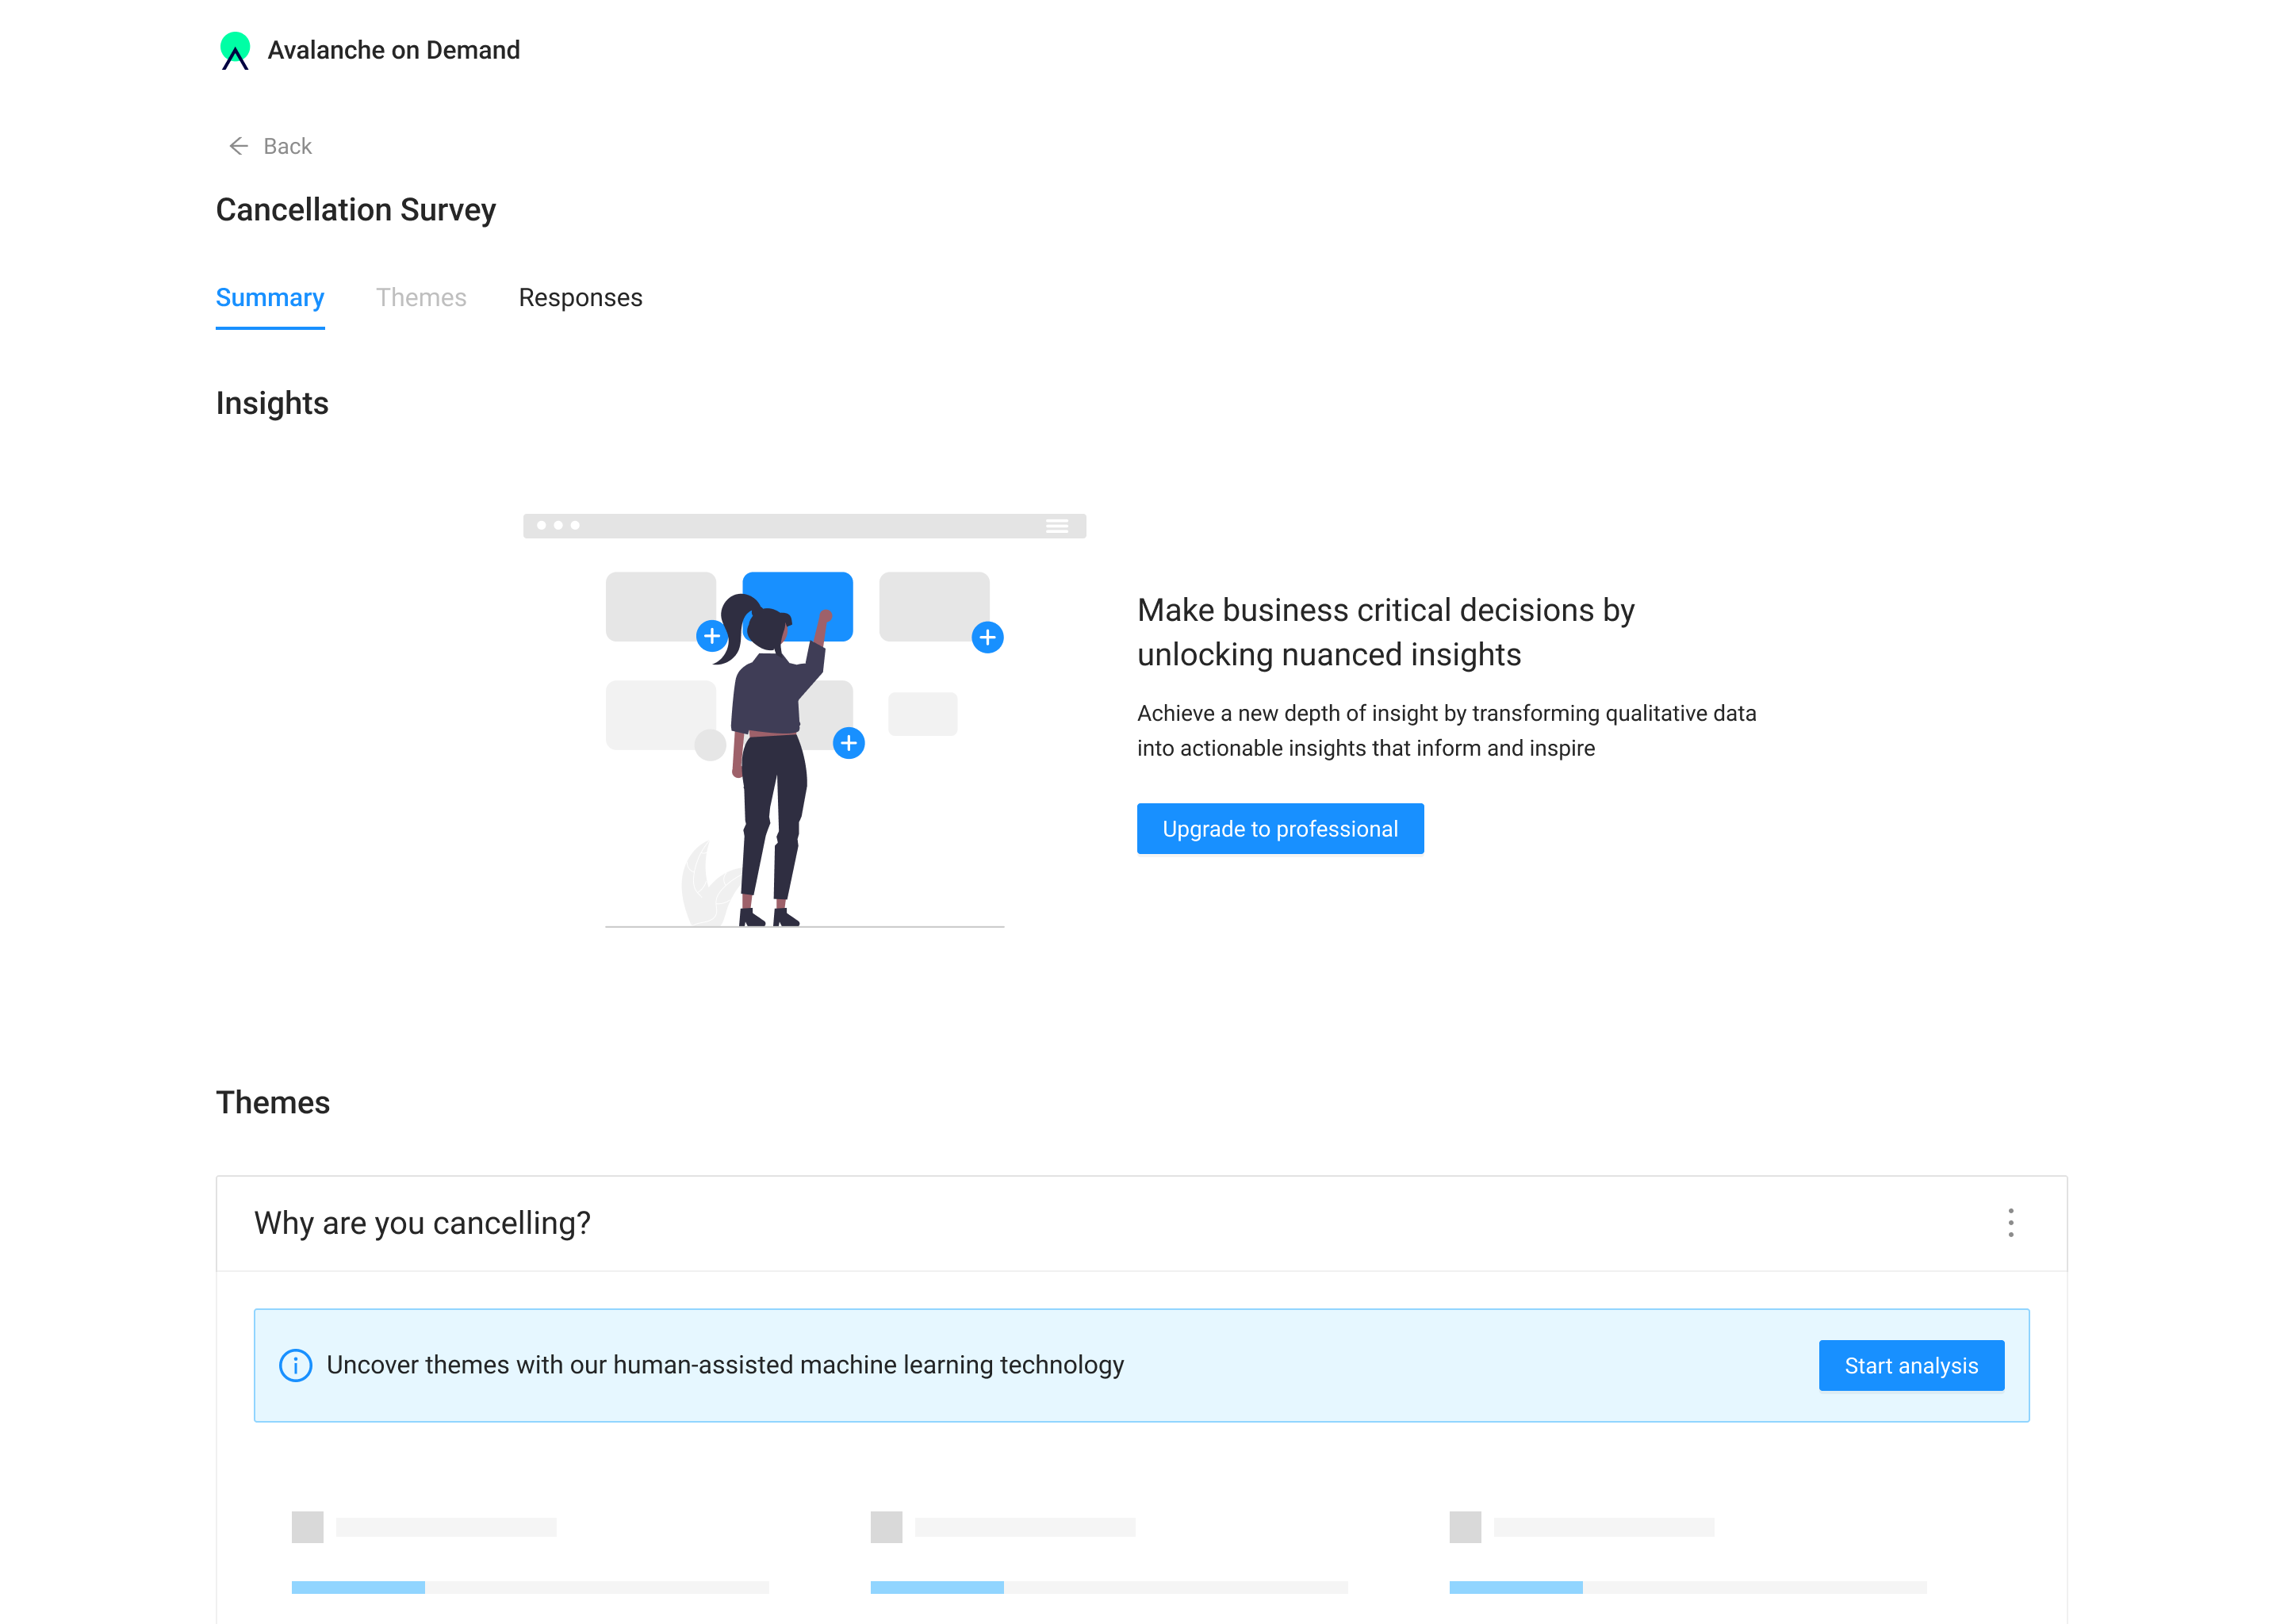 Avalanche on Demand
Back
Cancellation Survey
Summary Themes Responses
Insights
Make business critical decisions by
unlocking nuanced insights
Achieve a new depth of insight by transforming qualitative data
into actionable insights that inform and inspire
Upgrade to professional
Themes
Why are you cancelling?
Uncover themes with our human-assisted machine learning technology
Start analysis